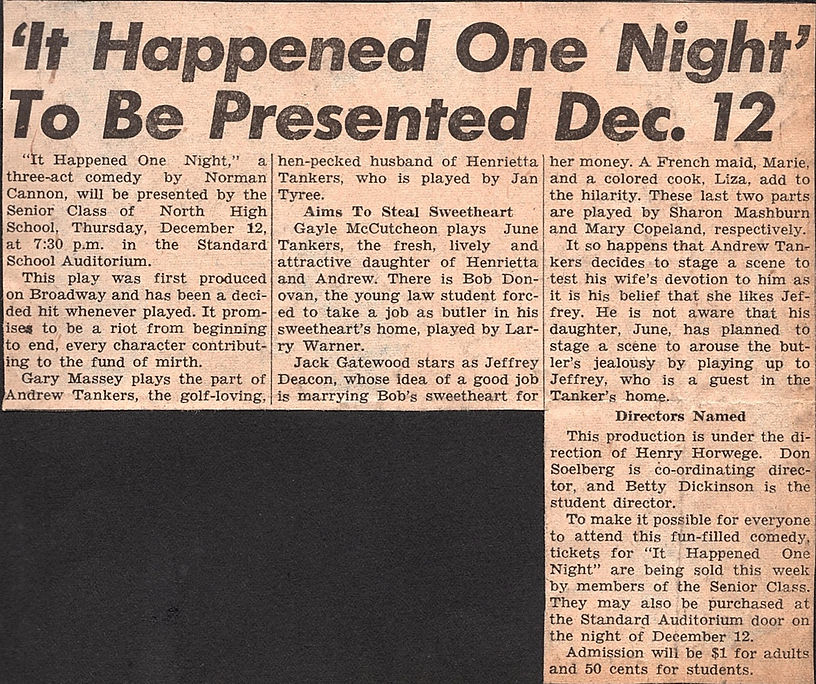 'It Happened One Night'
To Be Presented Dec. 12
"It Happened One Night," a
three-act comedy by Norman
Cannon, will be presented by the
Senior Class of North High
School, Thursday, December 12,
at 7:30 p.m. in the Standard
School Auditorium.
This play was first produced
on Broadway and has been a deci-
ded hit whenever played. It prom-
ises to be a riot from beginning
to end, every character contribut-
ing to the fund of mirth.
Gary Massey plays the part of
Andrew Tankers, the golf-loving,
hen-pecked husband of Henrietta
Tankers, who is played by Jan
Tyree.
Aims To Steal Sweetheart
Gayle McCutcheon plays June
Tankers, the fresh, lively and
attractive daughter of Henrietta
and Andrew. There is Bob Don-
ovan, the young law student forc-
ed to take a job as butler in his
sweetheart's home, played by Lar-
ry Warner.
Jack Gatewood stars as Jeffrey
Deacon, whose idea of a good job
is marrying Bob's sweetheart for
her money. A French maid, Marie,
and a colored cook, Liza, add to
the hilarity. These last two parts
are played by Sharon Mashburn
and Mary Copeland, respectively.
It so happens that Andrew Tan-
kers decides to stage a scene to
test his wife's devotion to him as
it is his belief that she likes Jef-
frey. He is not aware that his
daughter, June, has planned to
stage a scene to arouse the but-
ler's jealousy by playing up to
Jeffrey, who is a guest in the
Tanker's home.
Directors Named
This production is under the di-
rection of Henry Horwege. Don
Soelberg is co-ordinating direc-
tor, and Betty Dickinson is the
student director.
To make it possible for everyone
to attend this fun-filled comedy,
tickets for "It Happened One
Night" are being sold this week
by members of the Senior Class.
They may also be purchased at
the Standard Auditorium door on
the night of December 12.
Admission will be $1 for adults
and 50 cents for students.